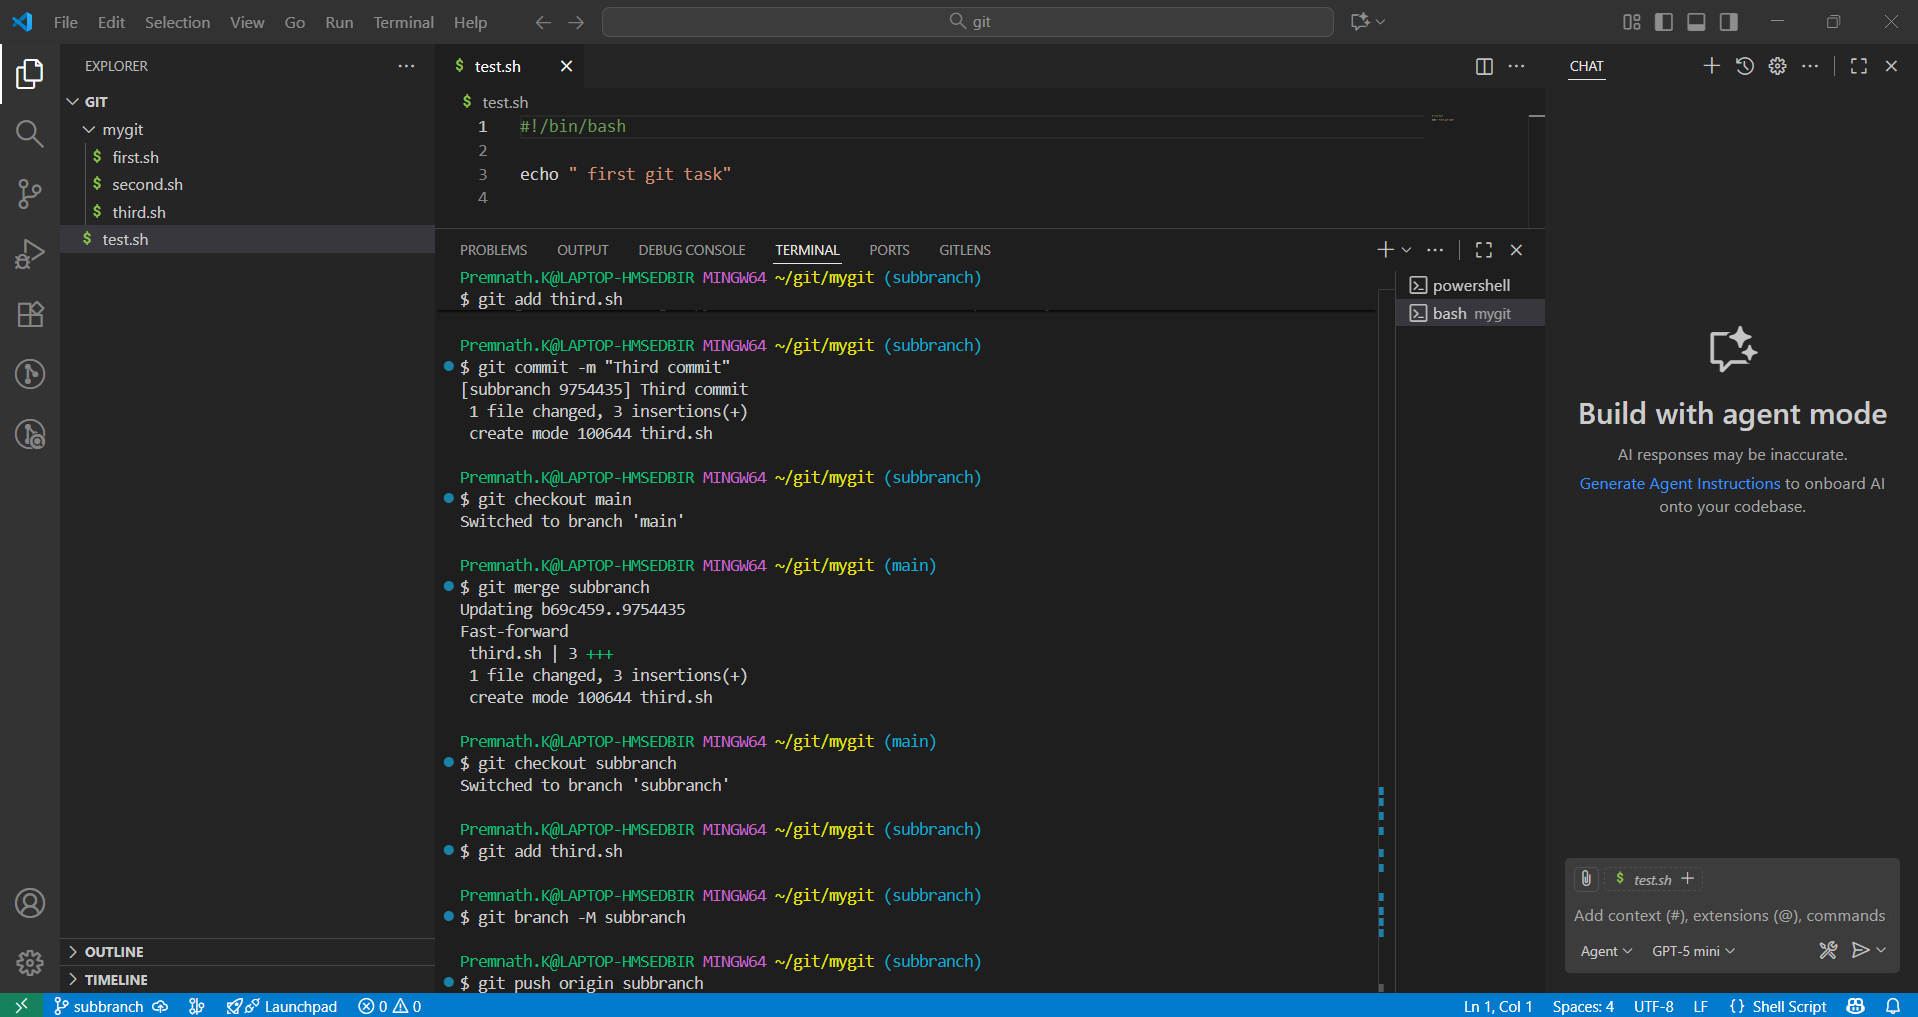 File Edit Selection View Go Run Terminal Help
git
EXPLORER
GIT
mygit
$ first.sh
$ second.sh
$ third.sh
$ test.sh
OUTLINE
TIMELINE
$ test.sh
$ test.sh
1 #!/bin/bash
2
3 echo " first git task"
4
PROBLEMS OUTPUT DEBUG CONSOLE TERMINAL PORTS GITLENS
Premnath.K@LAPTOP-HMSEDBIR MINGW64 ~/git/mygit (subbranch)
$ git add third.sh
Premnath.K@LAPTOP-HMSEDBIR MINGW64 ~/git/mygit (subbranch)
$ git commit -m "Third commit"
[subbranch 9754435] Third commit
1 file changed, 3 insertions(+)
create mode 100644 third.sh
Premnath.K@LAPTOP-HMSEDBIR MINGW64 ~/git/mygit (subbranch)
$ git checkout main
Switched to branch 'main'
Premnath.K@LAPTOP-HMSEDBIR MINGW64 ~/git/mygit (main)
$ git merge subbranch
Updating b69c459..9754435
Fast-forward
third.sh | 3 +++
1 file changed, 3 insertions(+)
create mode 100644 third.sh
Premnath.K@LAPTOP-HMSEDBIR MINGW64 ~/git/mygit (main)
$ git checkout subbranch
Switched to branch 'subbranch'
Premnath.K@LAPTOP-HMSEDBIR MINGW64 ~/git/mygit (subbranch)
$ git add third.sh
Premnath.K@LAPTOP-HMSEDBIR MINGW64 ~/git/mygit (subbranch)
$ git branch -M subbranch
Premnath.K@LAPTOP-HMSEDBIR MINGW64 ~/git/mygit (subbranch)
$ git push origin subbranch
powershell
bash mygit
CHAT
Build with agent mode
AI responses may be inaccurate.
Generate Agent Instructions to onboard AI
onto your codebase.
$ test.sh
Add context (#), extensions (@), commands
Agent GPT-5 mini
subbranch Launchpad 0 0 Ln 1, Col 1 Spaces: 4 UTF-8 LF {} Shell Script